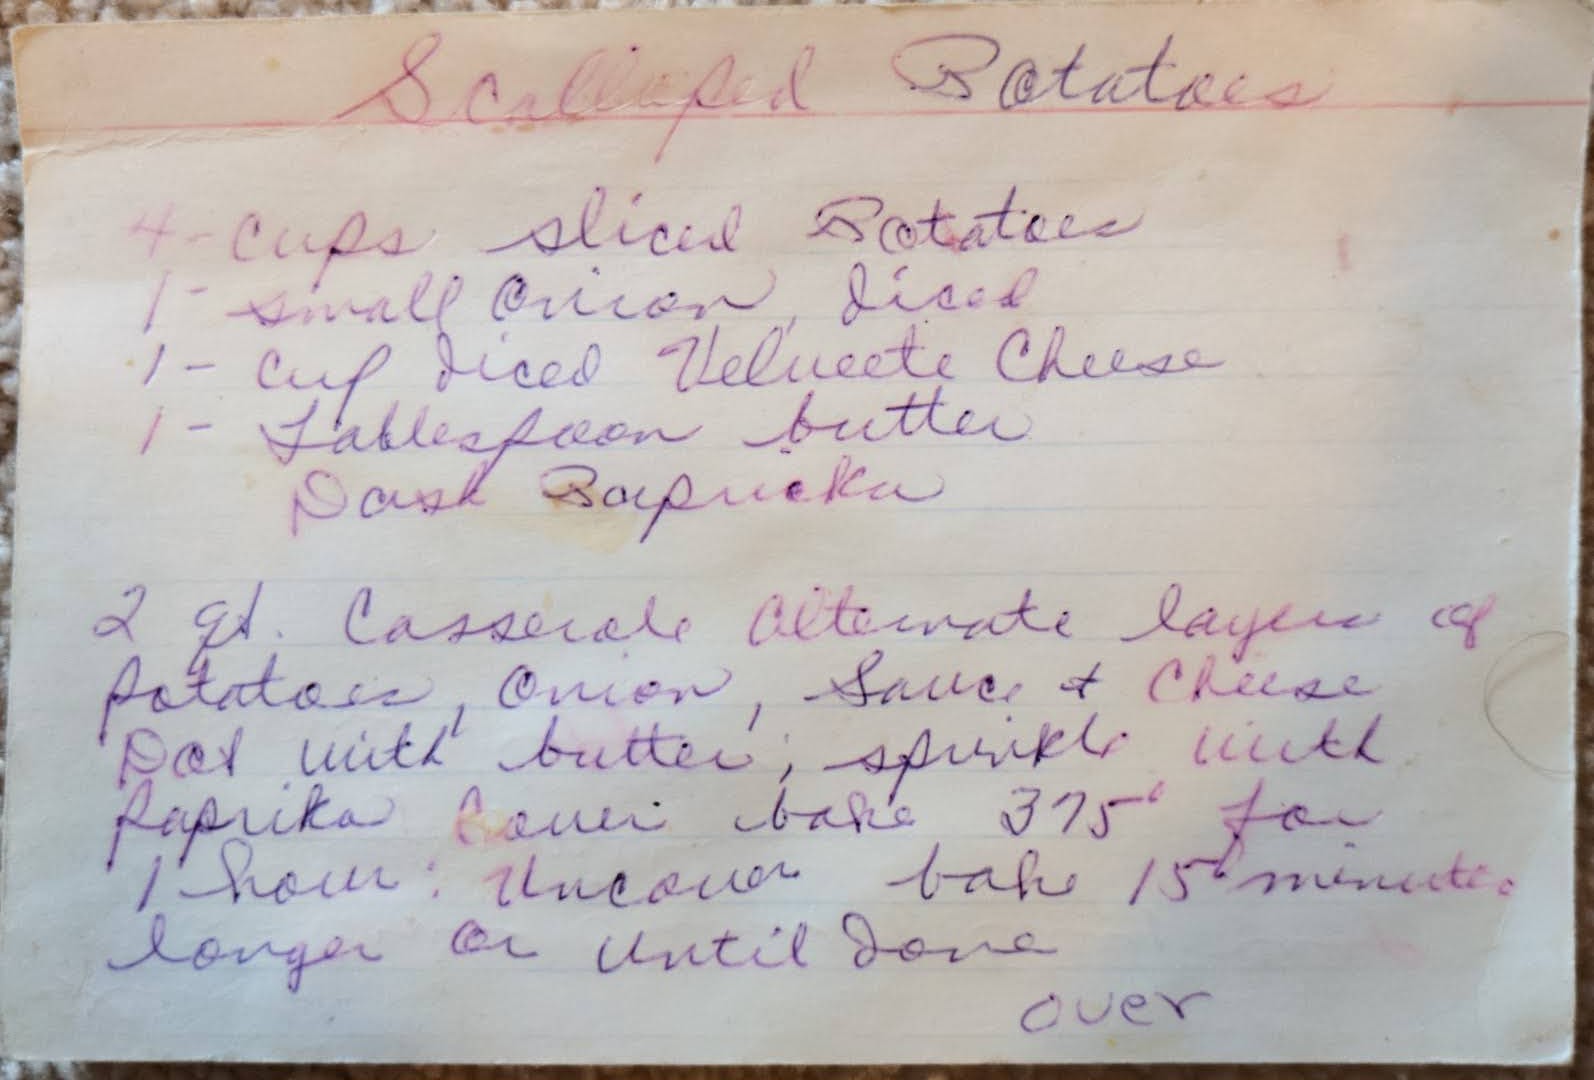 Scalloped Potatoes
4 - cups sliced Potatoes
1 - small Onion, diced
1 - cup diced Velveete Cheese
1 - Tablespoon butter
Dash Papricka
2 qt. Casserole Alternate layers of
potatoes, Onion, Sauce & Cheese
Dot with butter; sprinkle with
paprika Cover bake 375° for
1 hour: Uncover bake 15 minutes
longer or until done
over